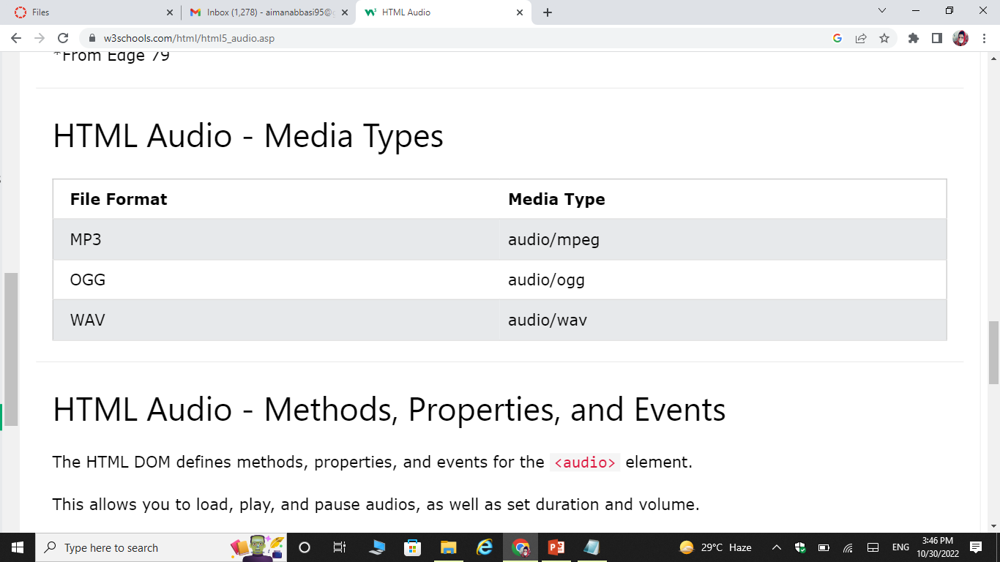 Files
Inbox (1,278) - aimanabbasi95@g
HTML Audio
w3schools.com/html/html5_audio.asp
*From Edge 79
HTML Audio - Media Types
File Format Media Type
MP3 audio/mpeg
OGG audio/ogg
WAV audio/wav
HTML Audio - Methods, Properties, and Events
The HTML DOM defines methods, properties, and events for the <audio> element.
This allows you to load, play, and pause audios, as well as set duration and volume.
Type here to search
29°C Haze
ENG
3:46 PM
10/30/2022